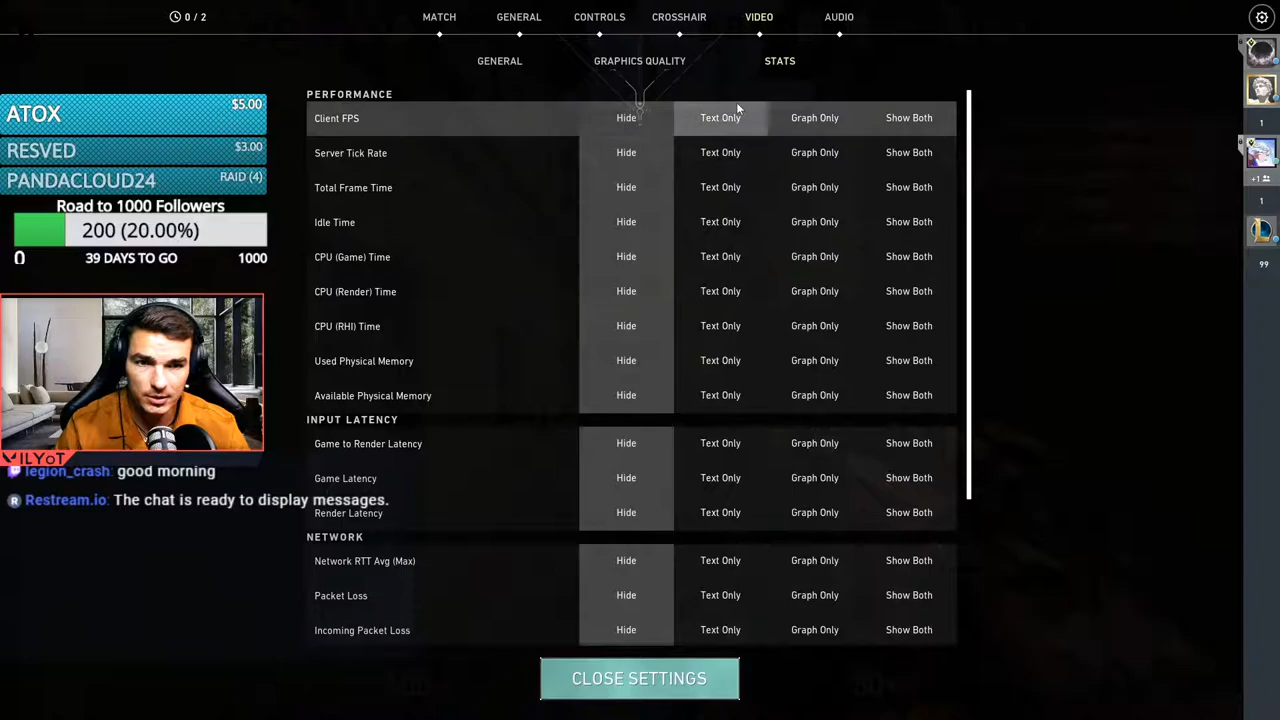 0 / 2
MATCH GENERAL CONTROLS CROSSHAIR VIDEO AUDIO
GENERAL GRAPHICS QUALITY STATS
ATOX $5.00
RESVED $3.00
PANDACLOUD24 RAID (4)
Road to 1000 Followers
200 (20.00%)
0 39 DAYS TO GO 1000
ILYOT
legion_crash: good morning
Restream.io: The chat is ready to display messages.
PERFORMANCE
Client FPS Hide Text Only Graph Only Show Both
Server Tick Rate Hide Text Only Graph Only Show Both
Total Frame Time Hide Text Only Graph Only Show Both
Idle Time Hide Text Only Graph Only Show Both
CPU (Game) Time Hide Text Only Graph Only Show Both
CPU (Render) Time Hide Text Only Graph Only Show Both
CPU (RHI) Time Hide Text Only Graph Only Show Both
Used Physical Memory Hide Text Only Graph Only Show Both
Available Physical Memory Hide Text Only Graph Only Show Both
INPUT LATENCY
Game to Render Latency Hide Text Only Graph Only Show Both
Game Latency Hide Text Only Graph Only Show Both
Render Latency Hide Text Only Graph Only Show Both
NETWORK
Network RTT Avg (Max) Hide Text Only Graph Only Show Both
Packet Loss Hide Text Only Graph Only Show Both
Incoming Packet Loss Hide Text Only Graph Only Show Both
CLOSE SETTINGS
1
+1
1
99